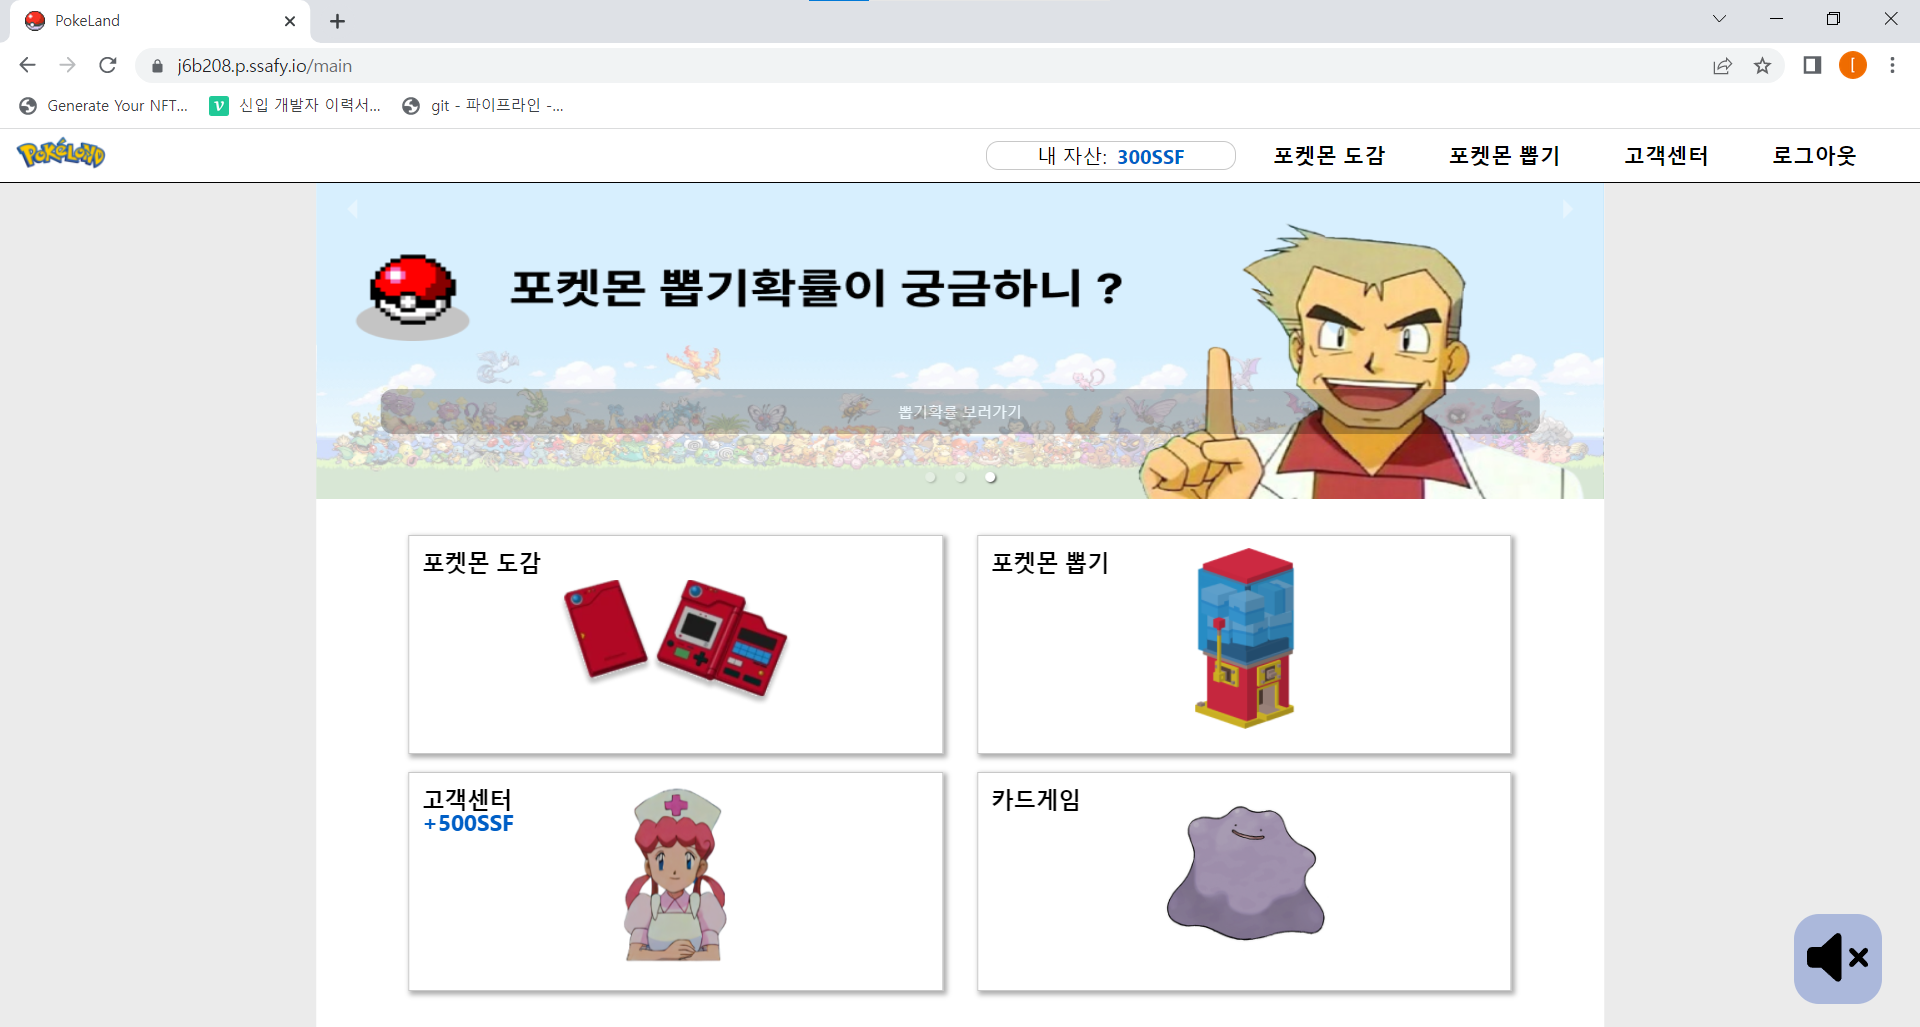 PokeLand
j6b208.p.ssafy.io/main
[
Generate Your NFT...
신입 개발자 이력서...
git - 파이프라인 -...
PokéLand
내 자산: 300SSF
포켓몬 도감
포켓몬 뽑기
고객센터
로그아웃
포켓몬 뽑기확률이 궁금하니 ?
뽑기확률 보러가기
포켓몬 도감
포켓몬 뽑기
고객센터
+500SSF
카드게임